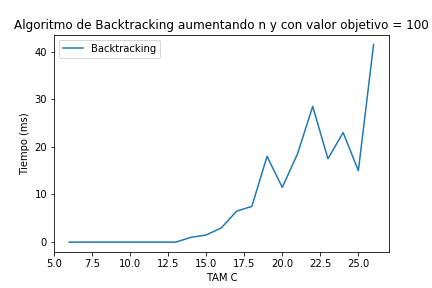 Algoritmo de Backtracking aumentando n y con valor objetivo = 100
Backtracking
40
30
20
10
0
Tiempo (ms)
5.0 7.5 10.0 12.5 15.0 17.5 20.0 22.5 25.0
TAM C